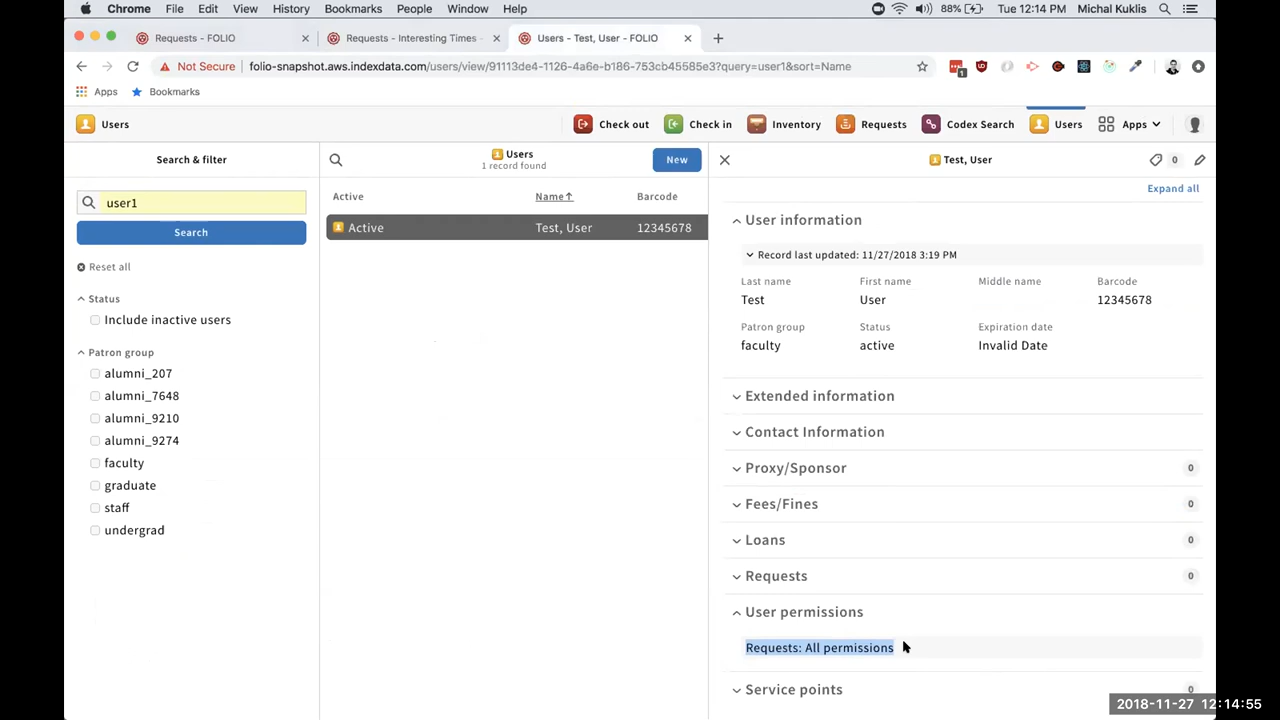 Chrome File Edit View History Bookmarks People Window Help 88% Tue 12:14 PM Michal Kuklis
Requests - FOLIO
Requests - Interesting Times -
Users - Test, User - FOLIO
Not Secure folio-snapshot.aws.indexdata.com/users/view/91113de4-1126-4a6e-b186-753cb45585e3?query=user1&sort=Name
1
Apps Bookmarks
Users Check out Check in Inventory Requests Codex Search Users Apps
Search & filter
Users
1 record found
New
Test, User
0
user1
Search
Reset all
Status
Include inactive users
Patron group
alumni_207
alumni_7648
alumni_9210
alumni_9274
faculty
graduate
staff
undergrad
Active Name Barcode
Active Test, User 12345678
Expand all
User information
Record last updated: 11/27/2018 3:19 PM
Last name First name Middle name Barcode
Test User 12345678
Patron group Status Expiration date
faculty active Invalid Date
Extended information
Contact Information
Proxy/Sponsor 0
Fees/Fines 0
Loans 0
Requests 0
User permissions
Requests: All permissions
Service points 0
2018-11-27 12:14:55